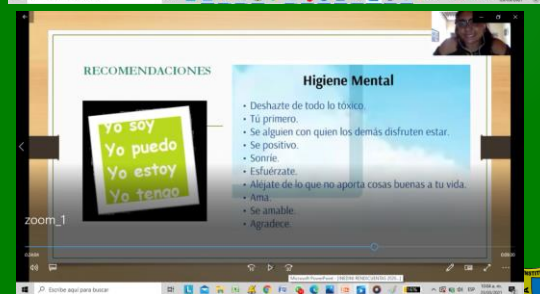 RECOMENDACIONES
Yo soy
Yo puedo
Yo estoy
Yo tengo
Higiene Mental
• Deshazte de todo lo tóxico.
• Tú primero.
• Se alguien con quien los demás disfruten estar.
• Se positivo.
• Sonríe.
• Esfuérzate.
• Aléjate de lo que no aporta cosas buenas a tu vida.
• Ama.
• Se amable.
• Agradece.
zoom_1
Escribe aquí para buscar